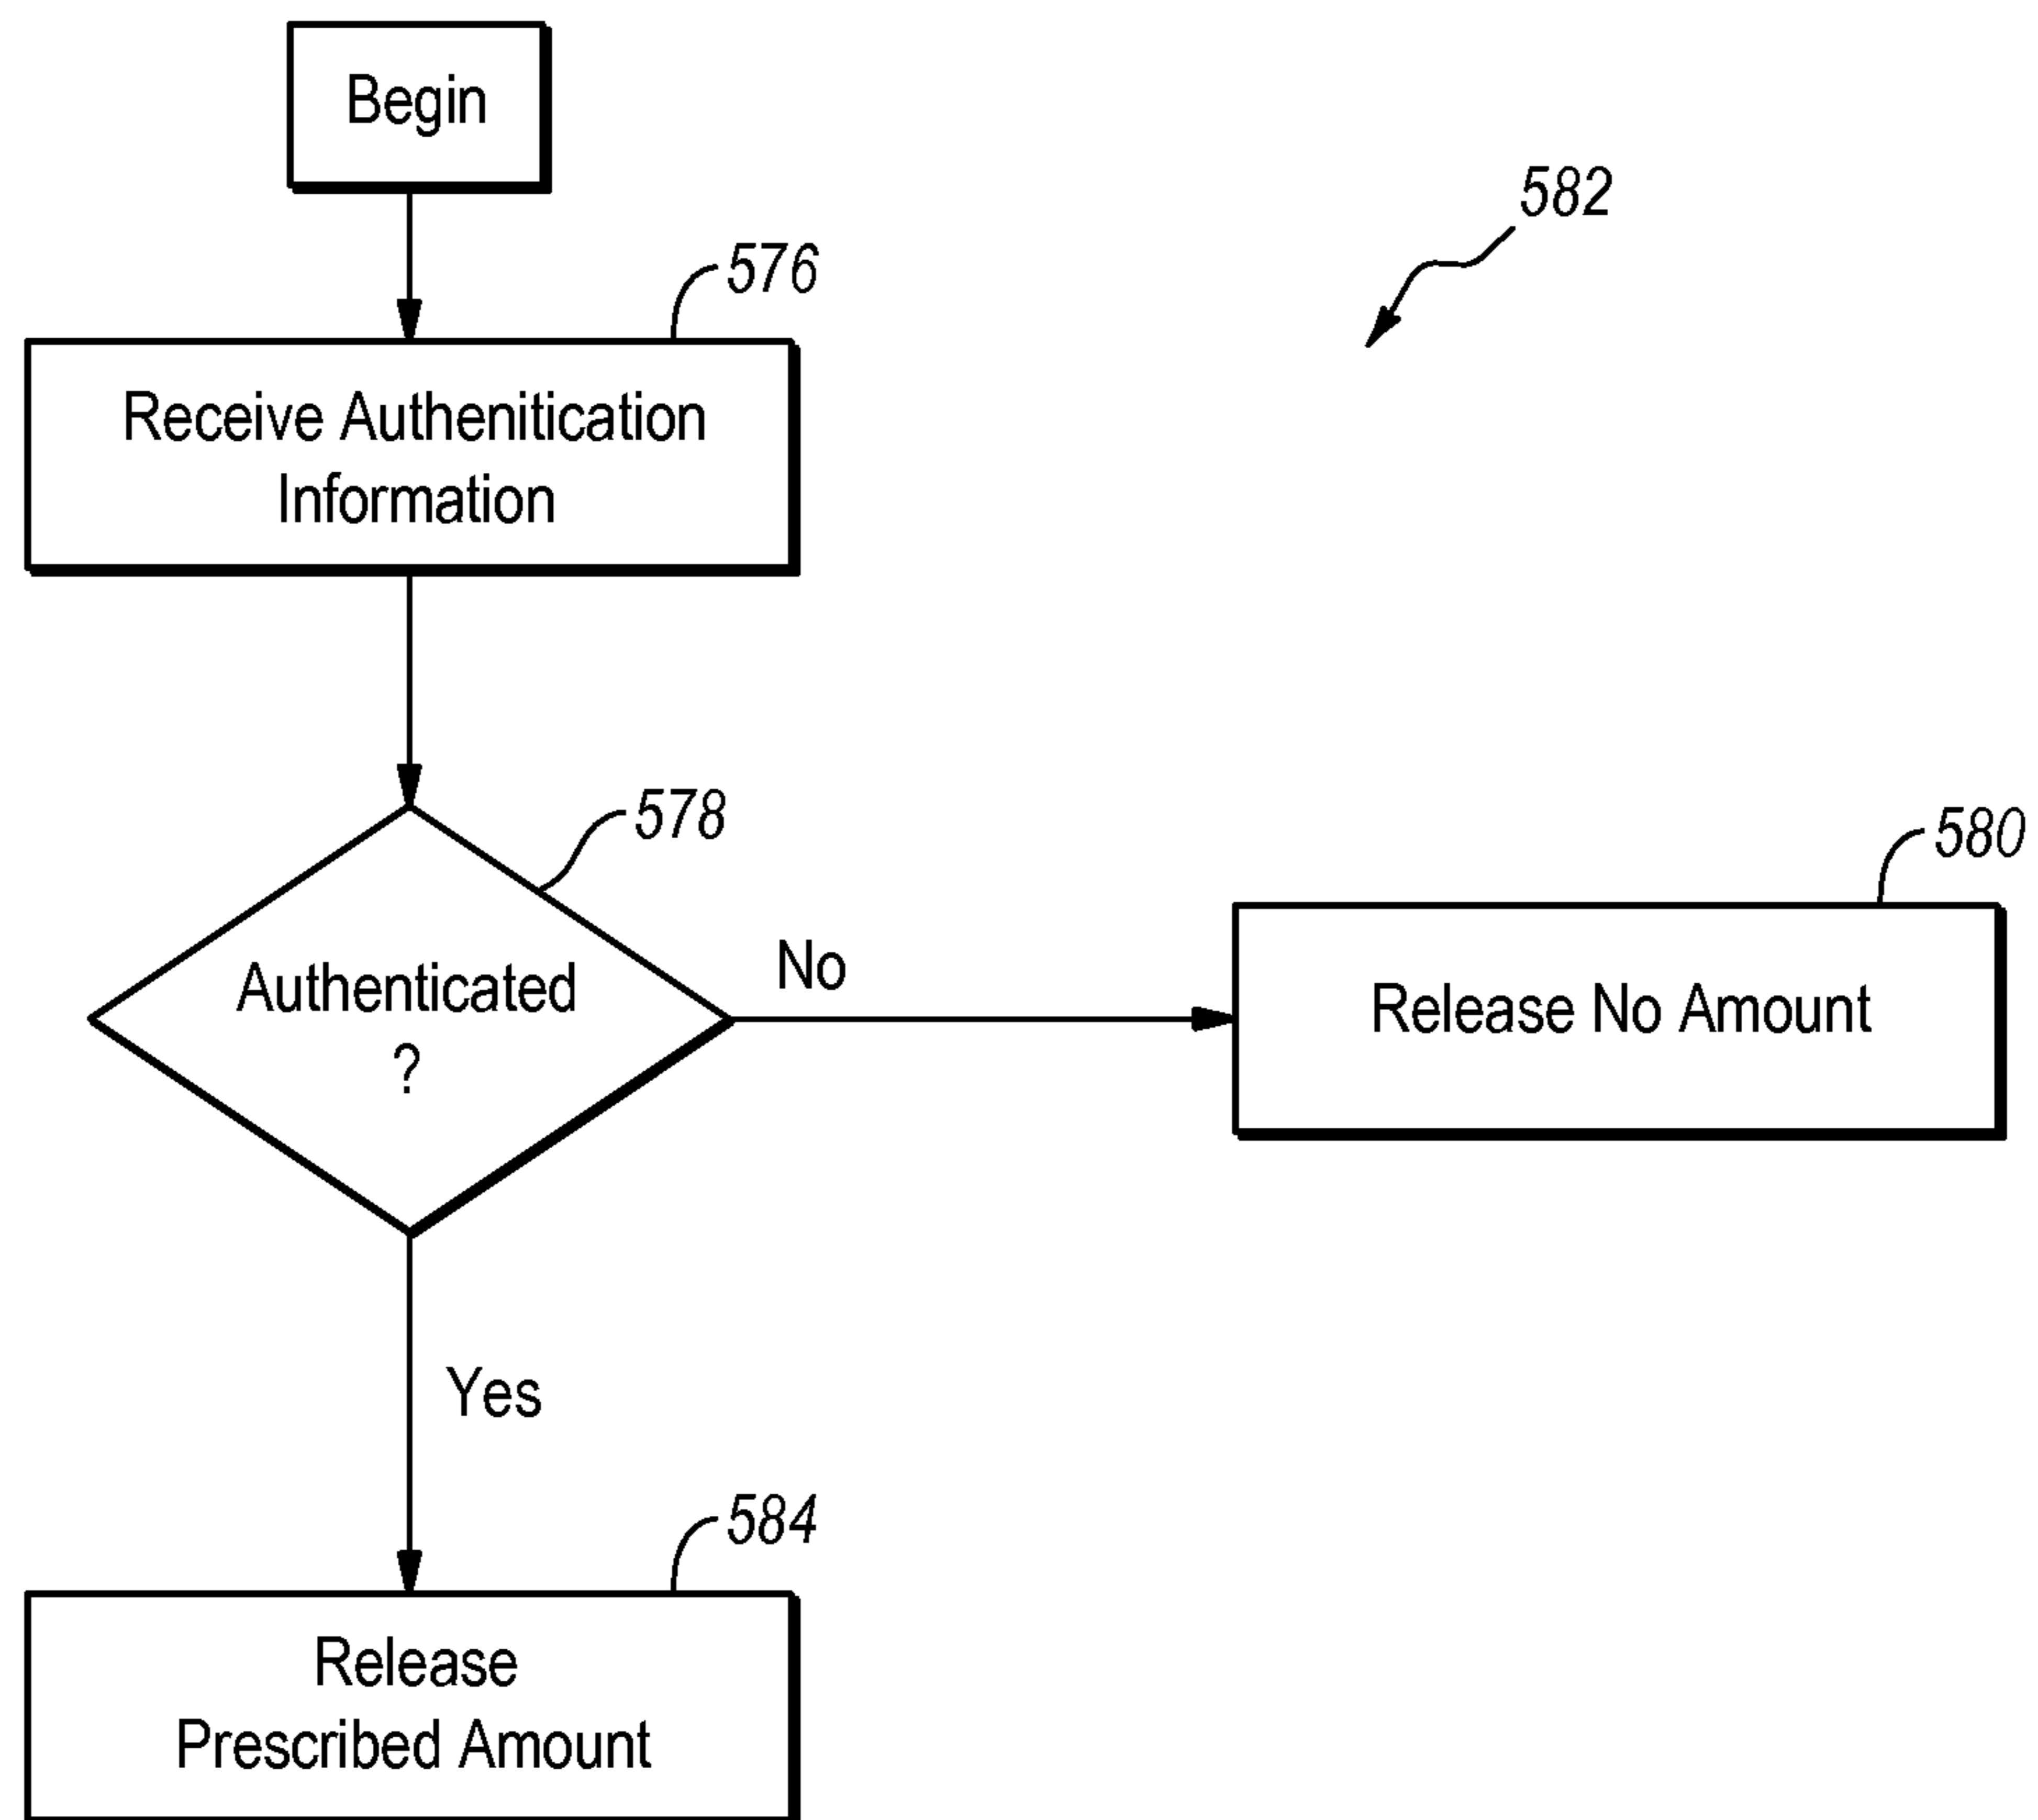 Begin
582
576
Receive Authenitication
Information
578
Authenticated
?
No
580
Release No Amount
Yes
584
Release
Prescribed Amount